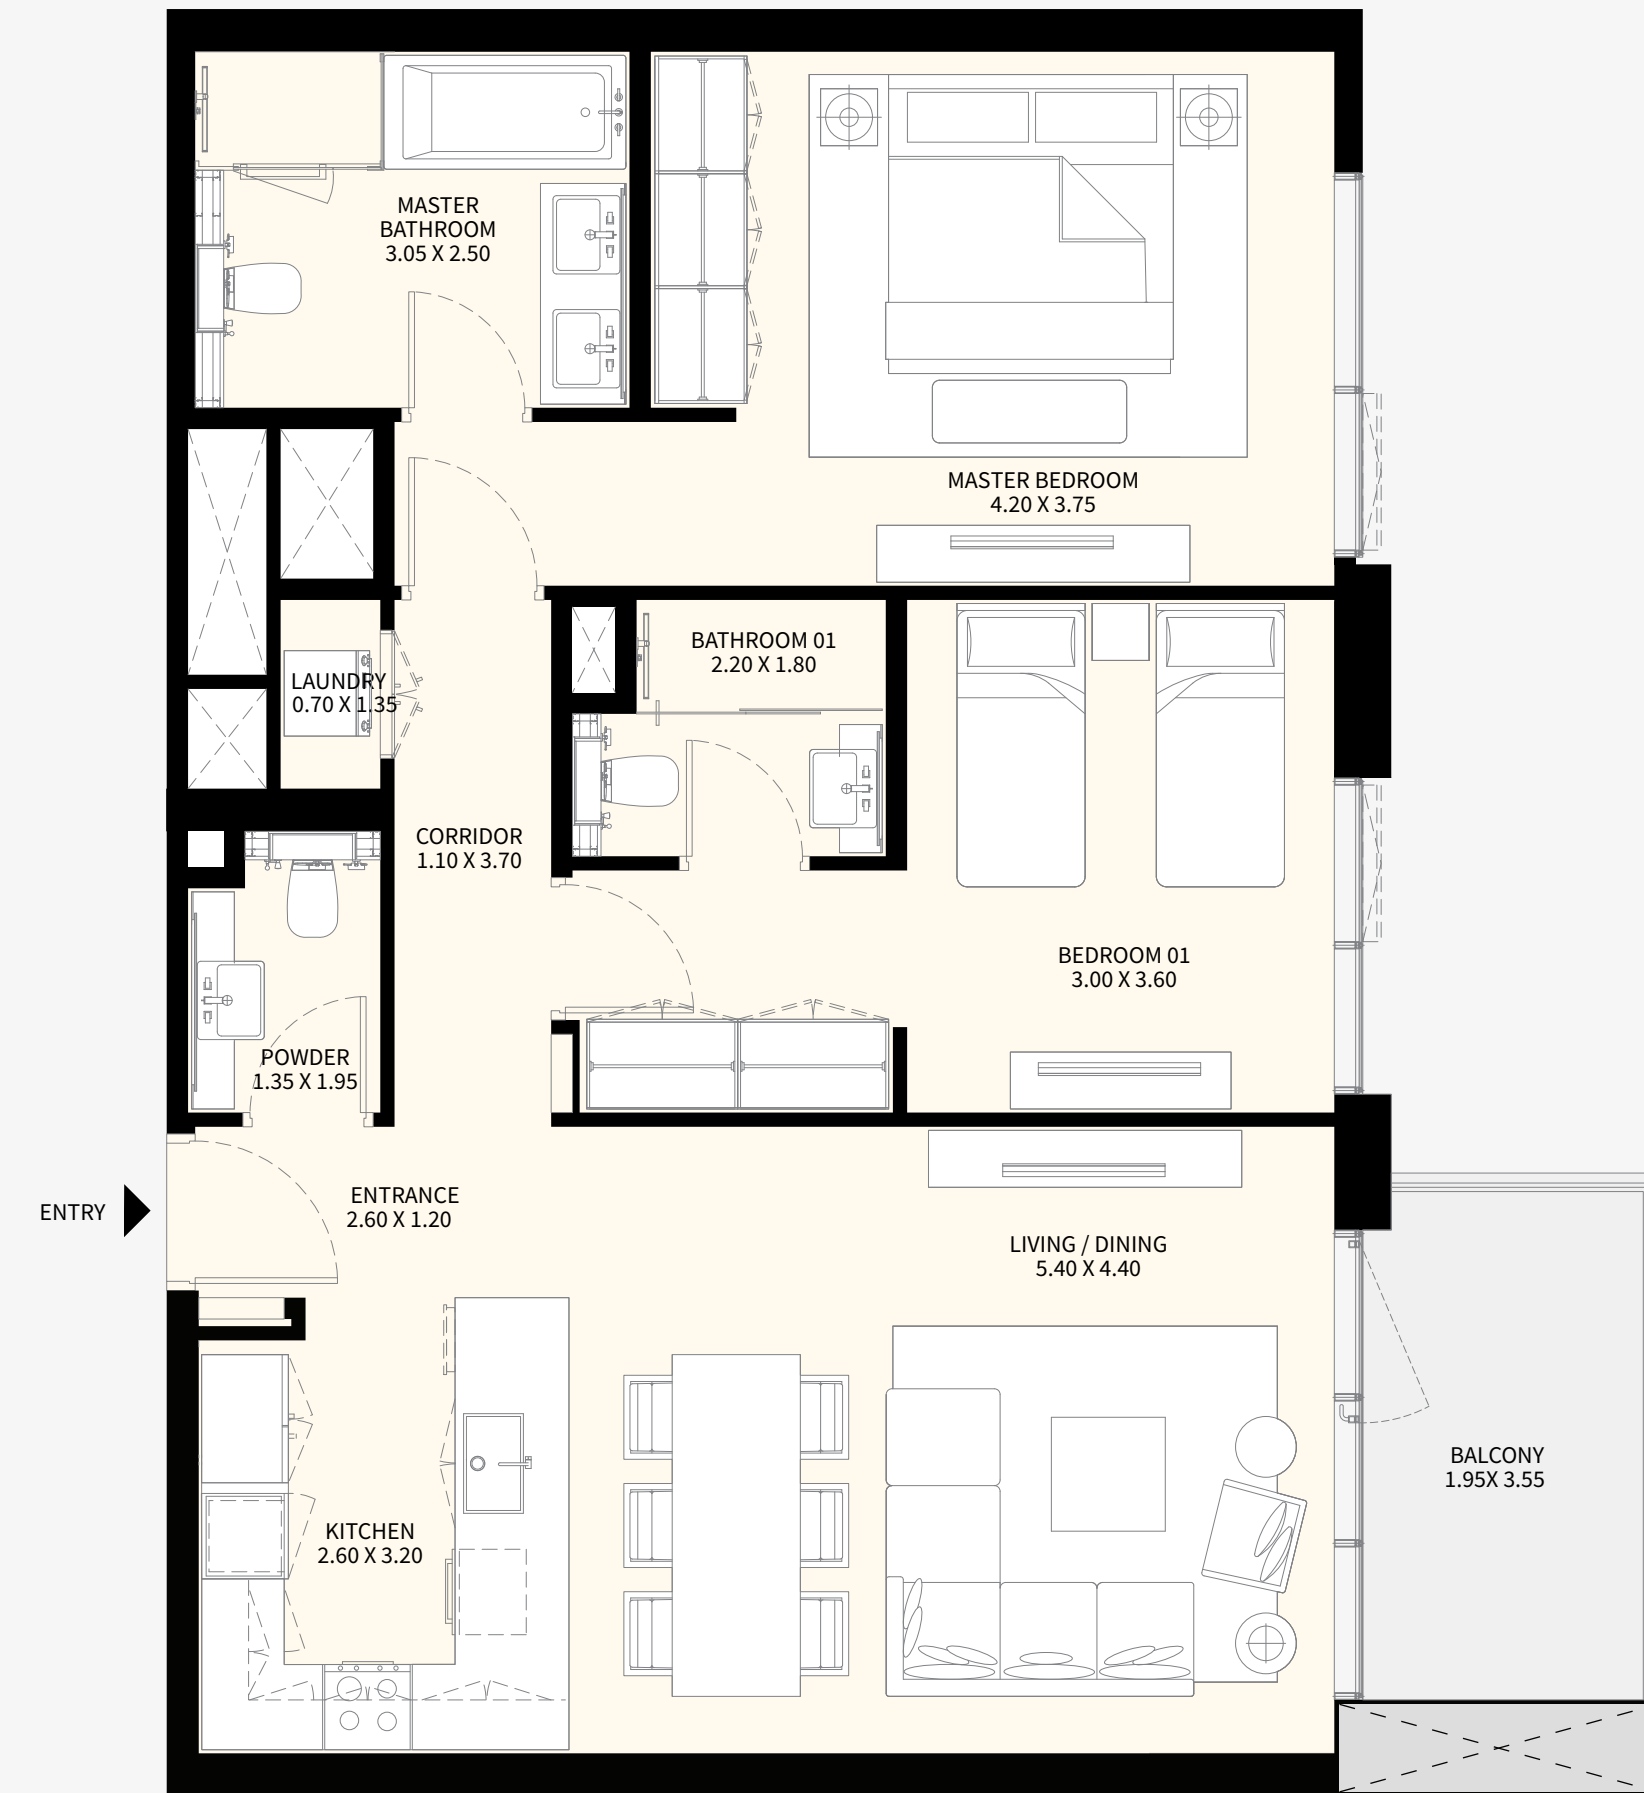 MASTER
BATHROOM
3.05 X 2.50
MASTER BEDROOM
4.20 X 3.75
BATHROOM 01
2.20 X 1.80
LAUNDRY
0.70 X 1.35
CORRIDOR
1.10 X 3.70
BEDROOM 01
3.00 X 3.60
POWDER
1.35 X 1.95
ENTRY
ENTRANCE
2.60 X 1.20
LIVING / DINING
5.40 X 4.40
BALCONY
1.95X 3.55
KITCHEN
2.60 X 3.20